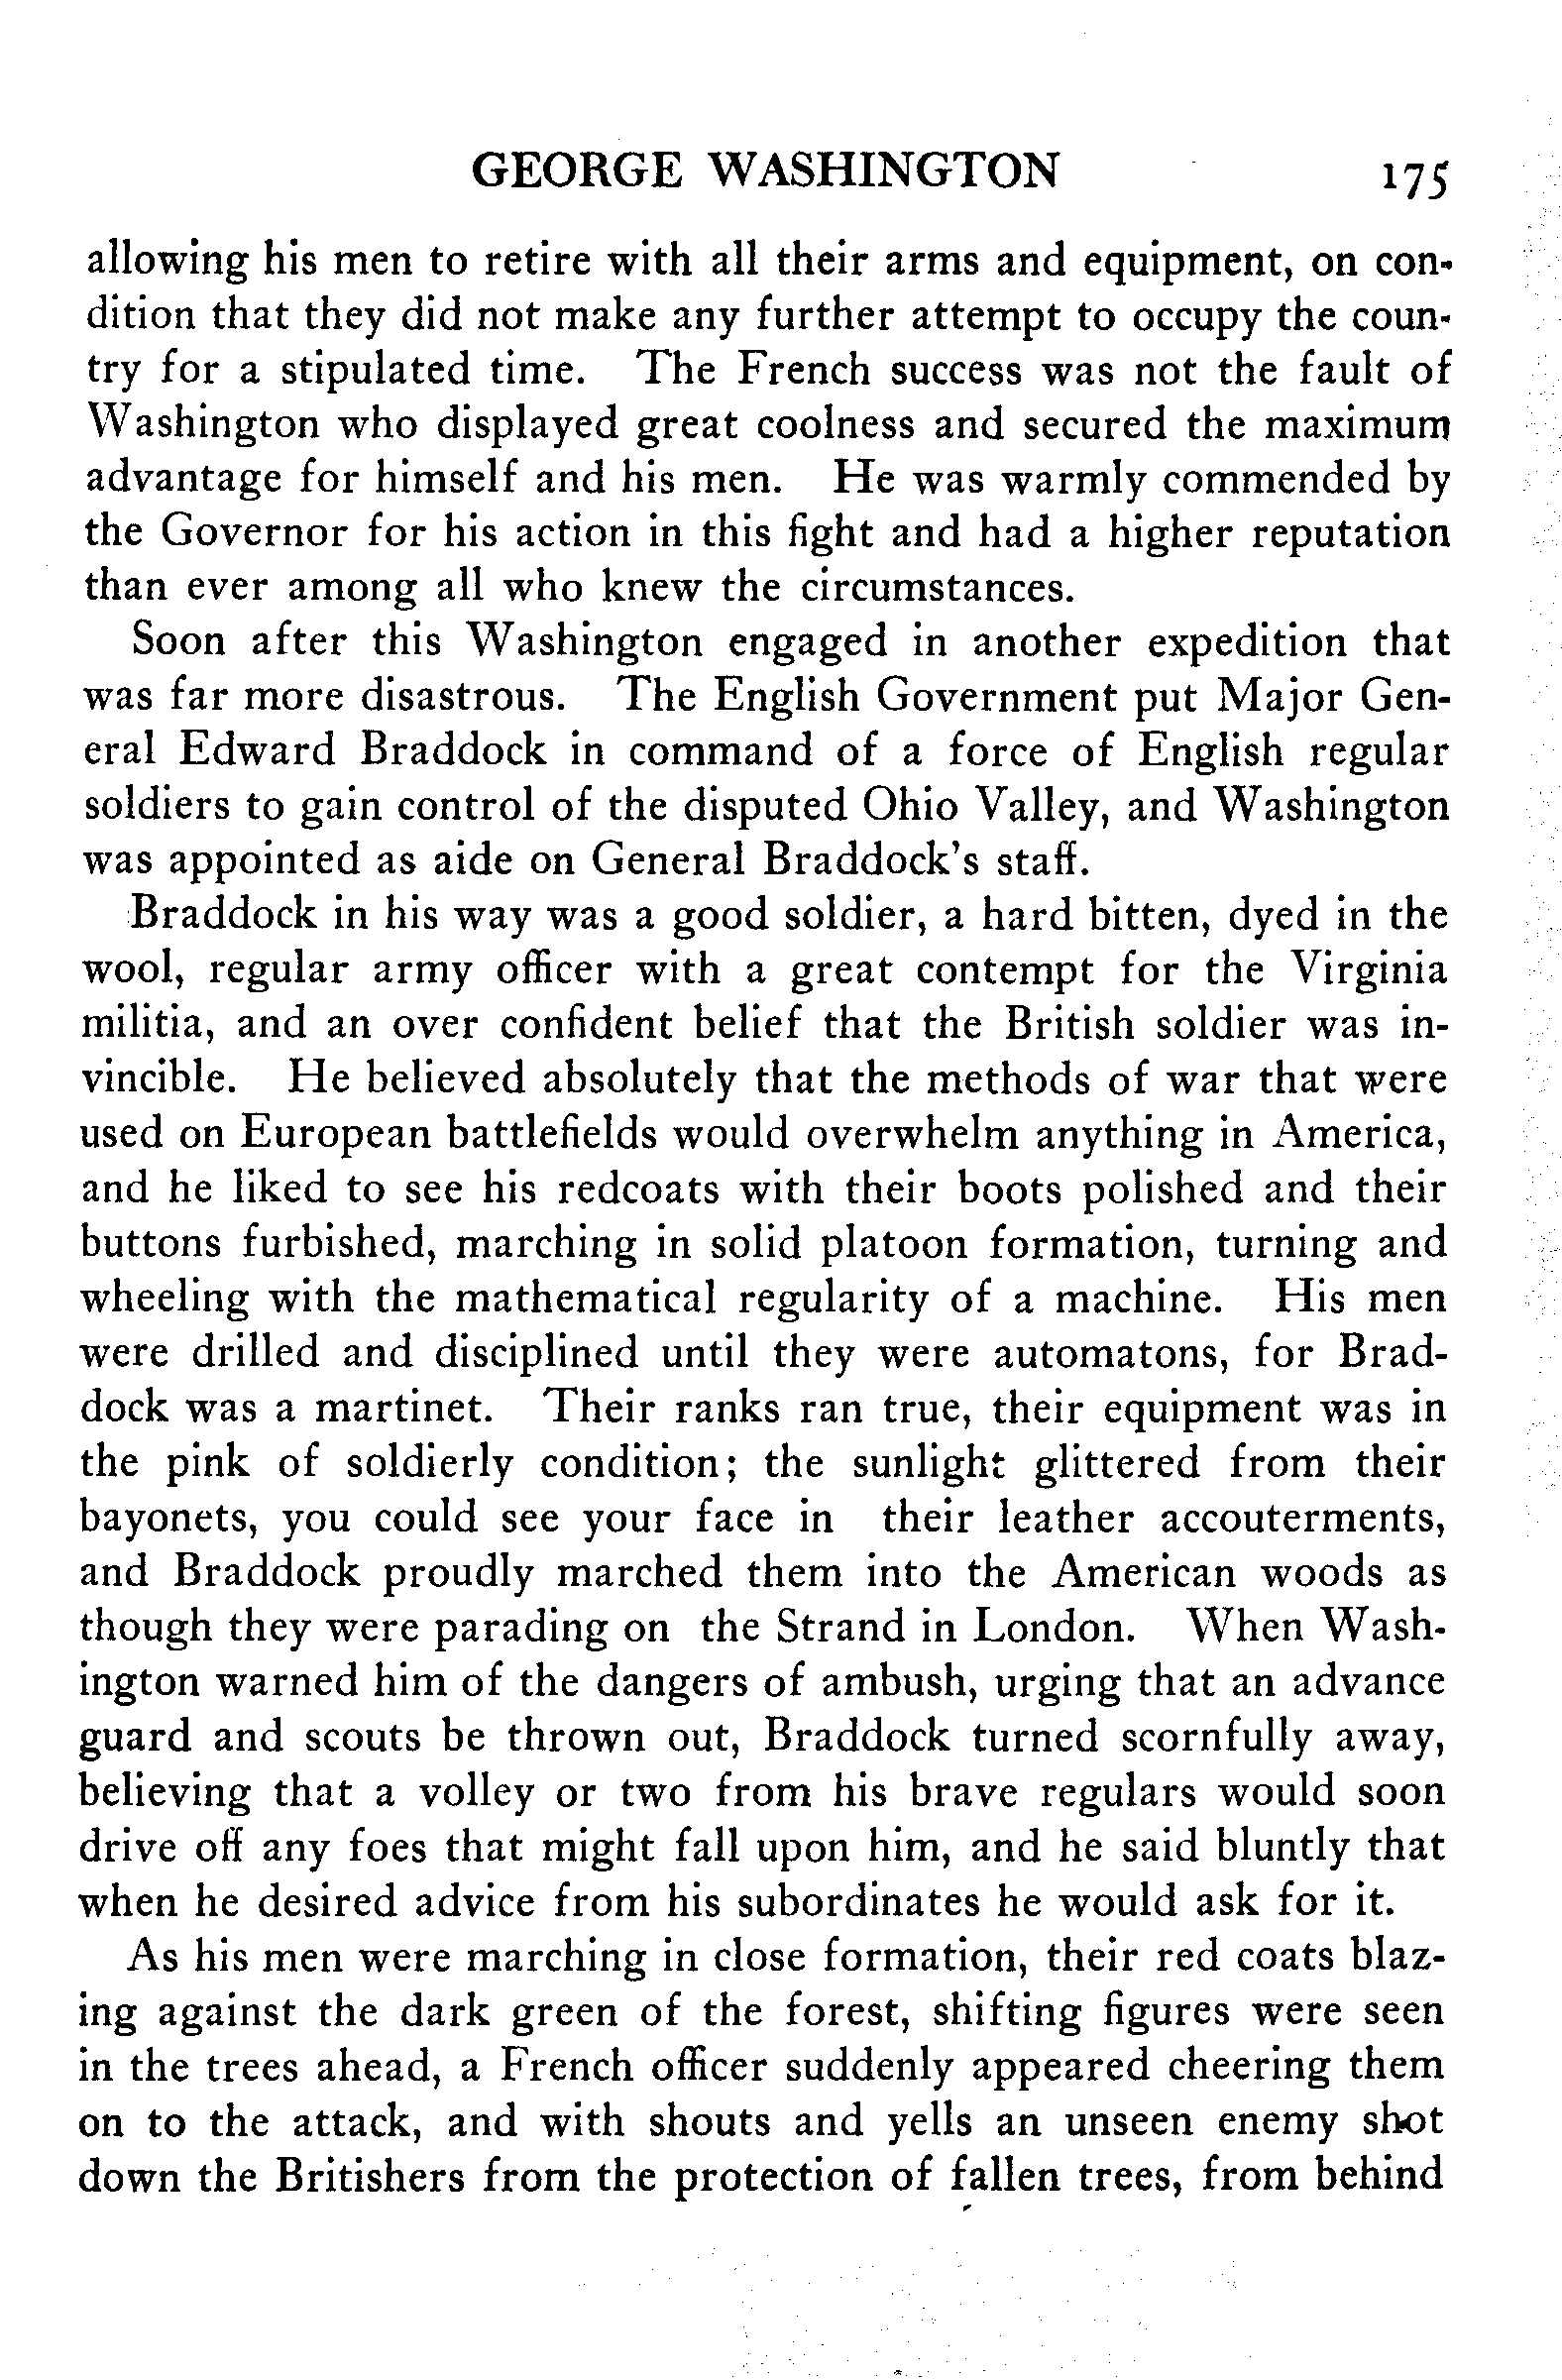 GEORGE WASHINGTON 175
allowing his men to retire with all their arms and equipment, on con-
dition that they did not make any further attempt to occupy the coun-
try for a stipulated time. The French success was not the fault of
Washington who displayed great coolness and secured the maximum
advantage for himself and his men. He was warmly commended by
the Governor for his action in this fight and had a higher reputation
than ever among all who knew the circumstances.
Soon after this Washington engaged in another expedition that
was far more disastrous. The English Government put Major Gen-
eral Edward Braddock in command of a force of English regular
soldiers to gain control of the disputed Ohio Valley, and Washington
was appointed as aide on General Braddock's staff.
Braddock in his way was a good soldier, a hard bitten, dyed in the
wool, regular army officer with a great contempt for the Virginia
militia, and an over confident belief that the British soldier was in-
vincible. He believed absolutely that the methods of war that were
used on European battlefields would overwhelm anything in America,
and he liked to see his redcoats with their boots polished and their
buttons furbished, marching in solid platoon formation, turning and
wheeling with the mathematical regularity of a machine. His men
were drilled and disciplined until they were automatons, for Brad-
dock was a martinet. Their ranks ran true, their equipment was in
the pink of soldierly condition; the sunlight glittered from their
bayonets, you could see your face in their leather accouterments,
and Braddock proudly marched them into the American woods as
though they were parading on the Strand in London. When Wash-
ington warned him of the dangers of ambush, urging that an advance
guard and scouts be thrown out, Braddock turned scornfully away,
believing that a volley or two from his brave regulars would soon
drive off any foes that might fall upon him, and he said bluntly that
when he desired advice from his subordinates he would ask for it.
As his men were marching in close formation, their red coats blaz-
ing against the dark green of the forest, shifting figures were seen
in the trees ahead, a French officer suddenly appeared cheering them
on to the attack, and with shouts and yells an unseen enemy shot
down the Britishers from the protection of fallen trees, from behind